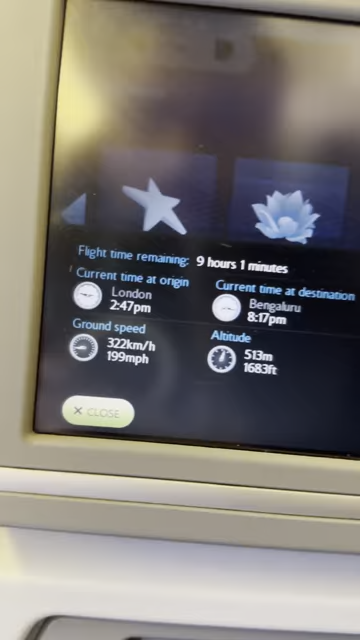 Flight time remaining: 9 hours 1 minutes
Current time at origin
London
2:47pm
Current time at destination
Bengaluru
8:17pm
Ground speed
322km/h
199mph
Altitude
513m
1683ft
× CLOSE